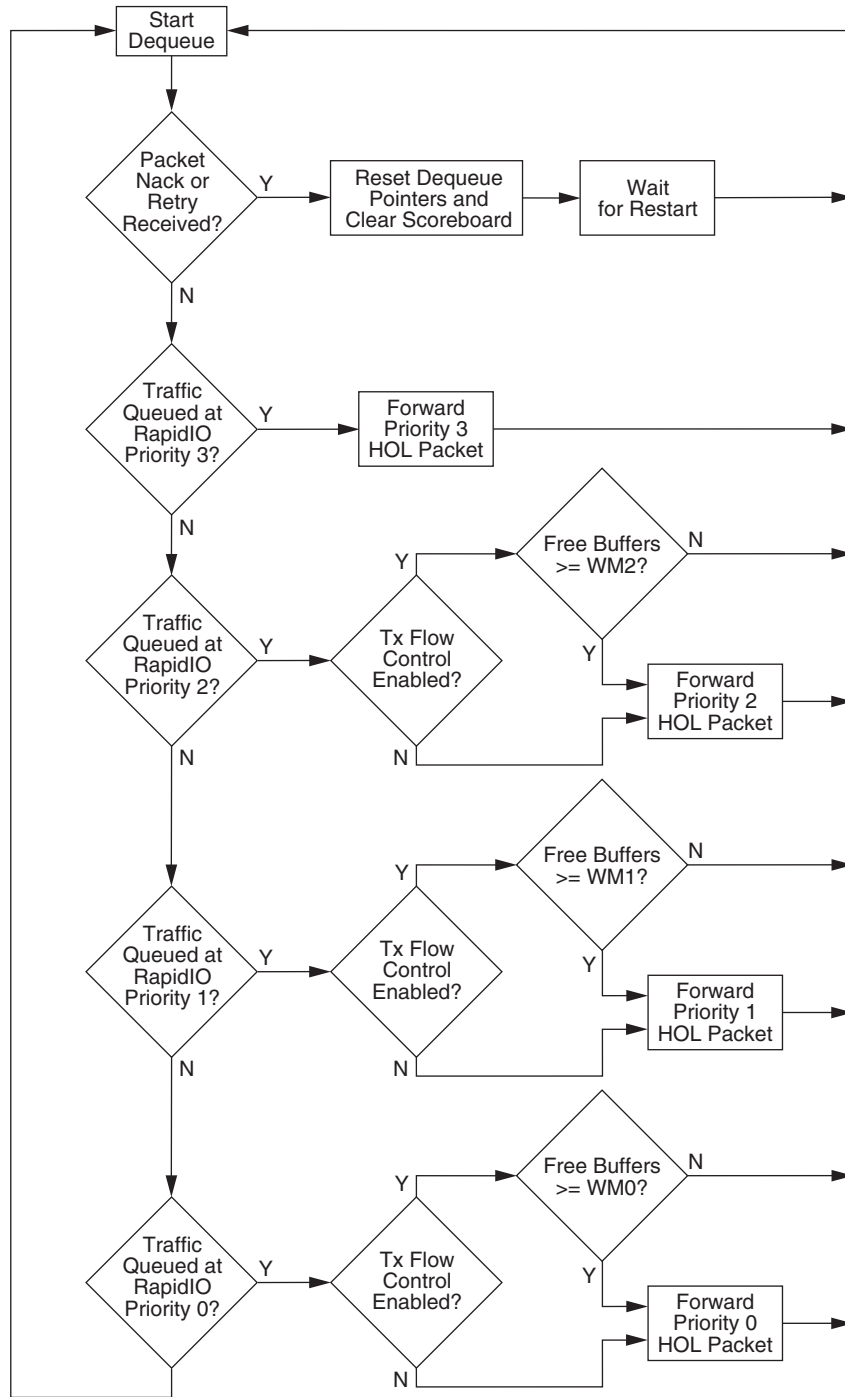 Start
Dequeue
Packet
Nack or
Retry
Received?
Y
Reset Dequeue
Pointers and
Clear Scoreboard
Wait
for Restart
N
Traffic
Queued at
RapidIO
Priority 3?
Y
Forward
Priority 3
HOL Packet
N
Traffic
Queued at
RapidIO
Priority 2?
Y
Tx Flow
Control
Enabled?
Y
Free Buffers
>= WM2?
N
Y
Forward
Priority 2
HOL Packet
N
N
Traffic
Queued at
RapidIO
Priority 1?
Y
Tx Flow
Control
Enabled?
Y
Free Buffers
>= WM1?
N
Y
Forward
Priority 1
HOL Packet
N
N
Traffic
Queued at
RapidIO
Priority 0?
Y
Tx Flow
Control
Enabled?
Y
Free Buffers
>= WM0?
N
Y
Forward
Priority 0
HOL Packet
N